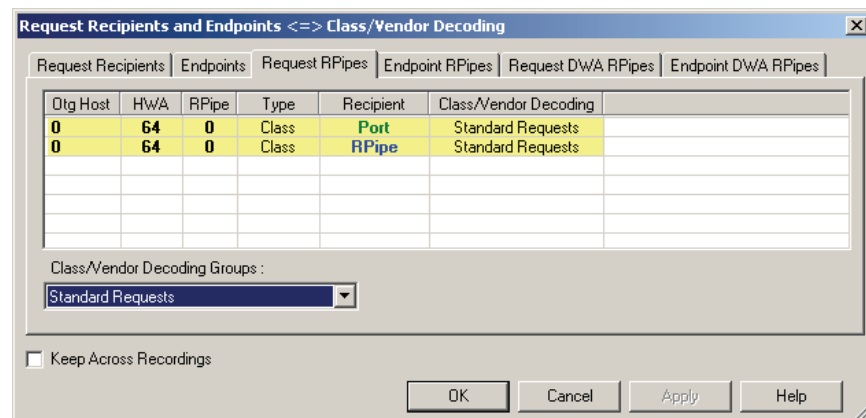 Request Recipients and Endpoints <=> Class/Vendor Decoding
Request Recipients Endpoints Request RPipes Endpoint RPipes Request DWA RPipes Endpoint DWA RPipes
Otg Host HWA RPipe Type Recipient Class/Vendor Decoding
0 64 0 Class Port Standard Requests
0 64 0 Class RPipe Standard Requests
Class/Vendor Decoding Groups :
Standard Requests
Keep Across Recordings
OK Cancel Apply Help